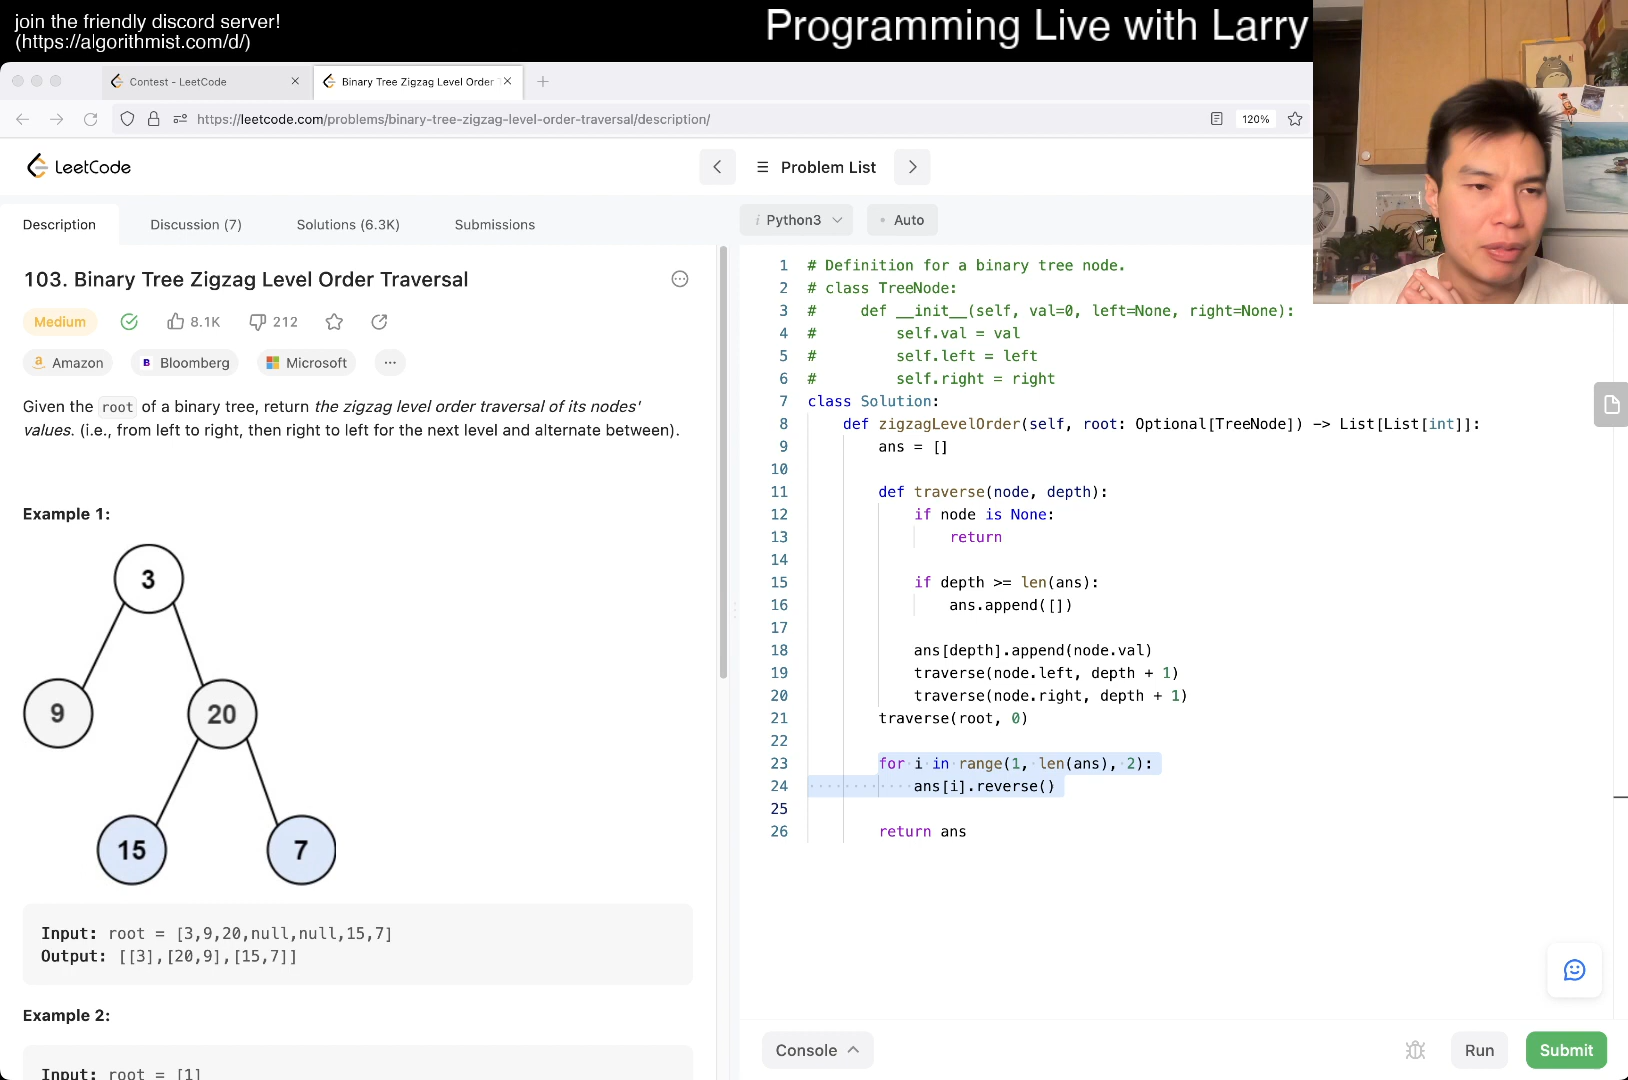 join the friendly discord server!
(https://algorithmist.com/d/)
Programming Live with Larry
Contest - LeetCode
Binary Tree Zigzag Level Order
https://leetcode.com/problems/binary-tree-zigzag-level-order-traversal/description/
120%
LeetCode
Problem List
Description
Discussion (7)
Solutions (6.3K)
Submissions
i Python3
Auto
103. Binary Tree Zigzag Level Order Traversal
Medium
8.1K
212
a Amazon
B Bloomberg
Microsoft
...
Given the root of a binary tree, return the zigzag level order traversal of its nodes'
values. (i.e., from left to right, then right to left for the next level and alternate between).
Example 1:
3
9
20
15
7
Input: root = [3,9,20,null,null,15,7]
Output: [[3],[20,9],[15,7]]
Example 2:
Input: root = [1]
1 # Definition for a binary tree node.
2 # class TreeNode:
3 #     def __init__(self, val=0, left=None, right=None):
4 #         self.val = val
5 #         self.left = left
6 #         self.right = right
7 class Solution:
8     def zigzagLevelOrder(self, root: Optional[TreeNode]) -> List[List[int]]:
9         ans = []
10
11         def traverse(node, depth):
12             if node is None:
13                 return
14
15             if depth >= len(ans):
16                 ans.append([])
17
18             ans[depth].append(node.val)
19             traverse(node.left, depth + 1)
20             traverse(node.right, depth + 1)
21         traverse(root, 0)
22
23         for i in range(1, len(ans), 2):
24             ans[i].reverse()
25
26         return ans
Console
Run
Submit